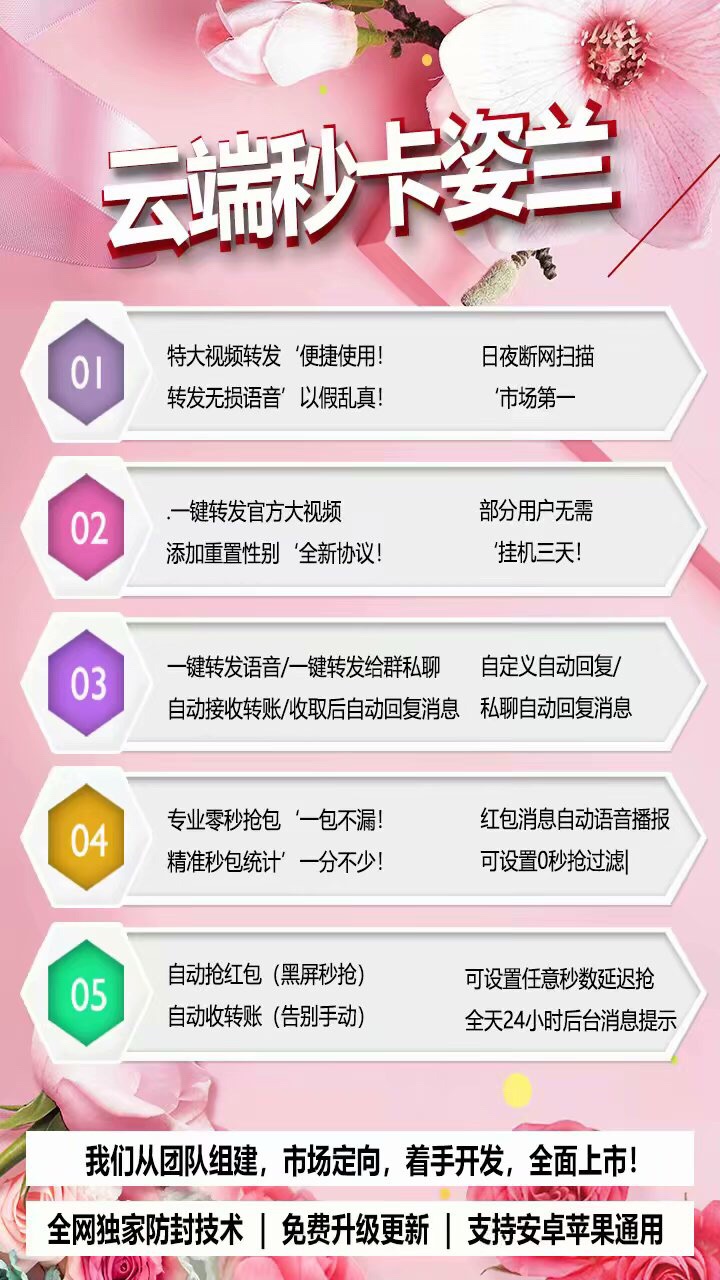 云端秒卡姿兰
01
特大视频转发‘便捷使用！
转发无损语音’以假乱真！
日夜断网扫描
‘市场第一
02
.一键转发官方大视频
添加重置性别‘全新协议！
部分用户无需
‘挂机三天！
03
一键转发语音/一键转发给群私聊
自动接收转账/收取后自动回复消息
自定义自动回复/
私聊自动回复消息
04
专业零秒抢包‘一包不漏！
精准秒包统计’一分不少！
红包消息自动语音播报
可设置0秒抢过滤|
05
自动抢红包（黑屏秒抢）
自动收转账（告别手动）
可设置任意秒数延迟抢
全天24小时后台消息提示
我们从团队组建，市场定向，着手开发，全面上市！
全网独家防封技术 | 免费升级更新 | 支持安卓苹果通用